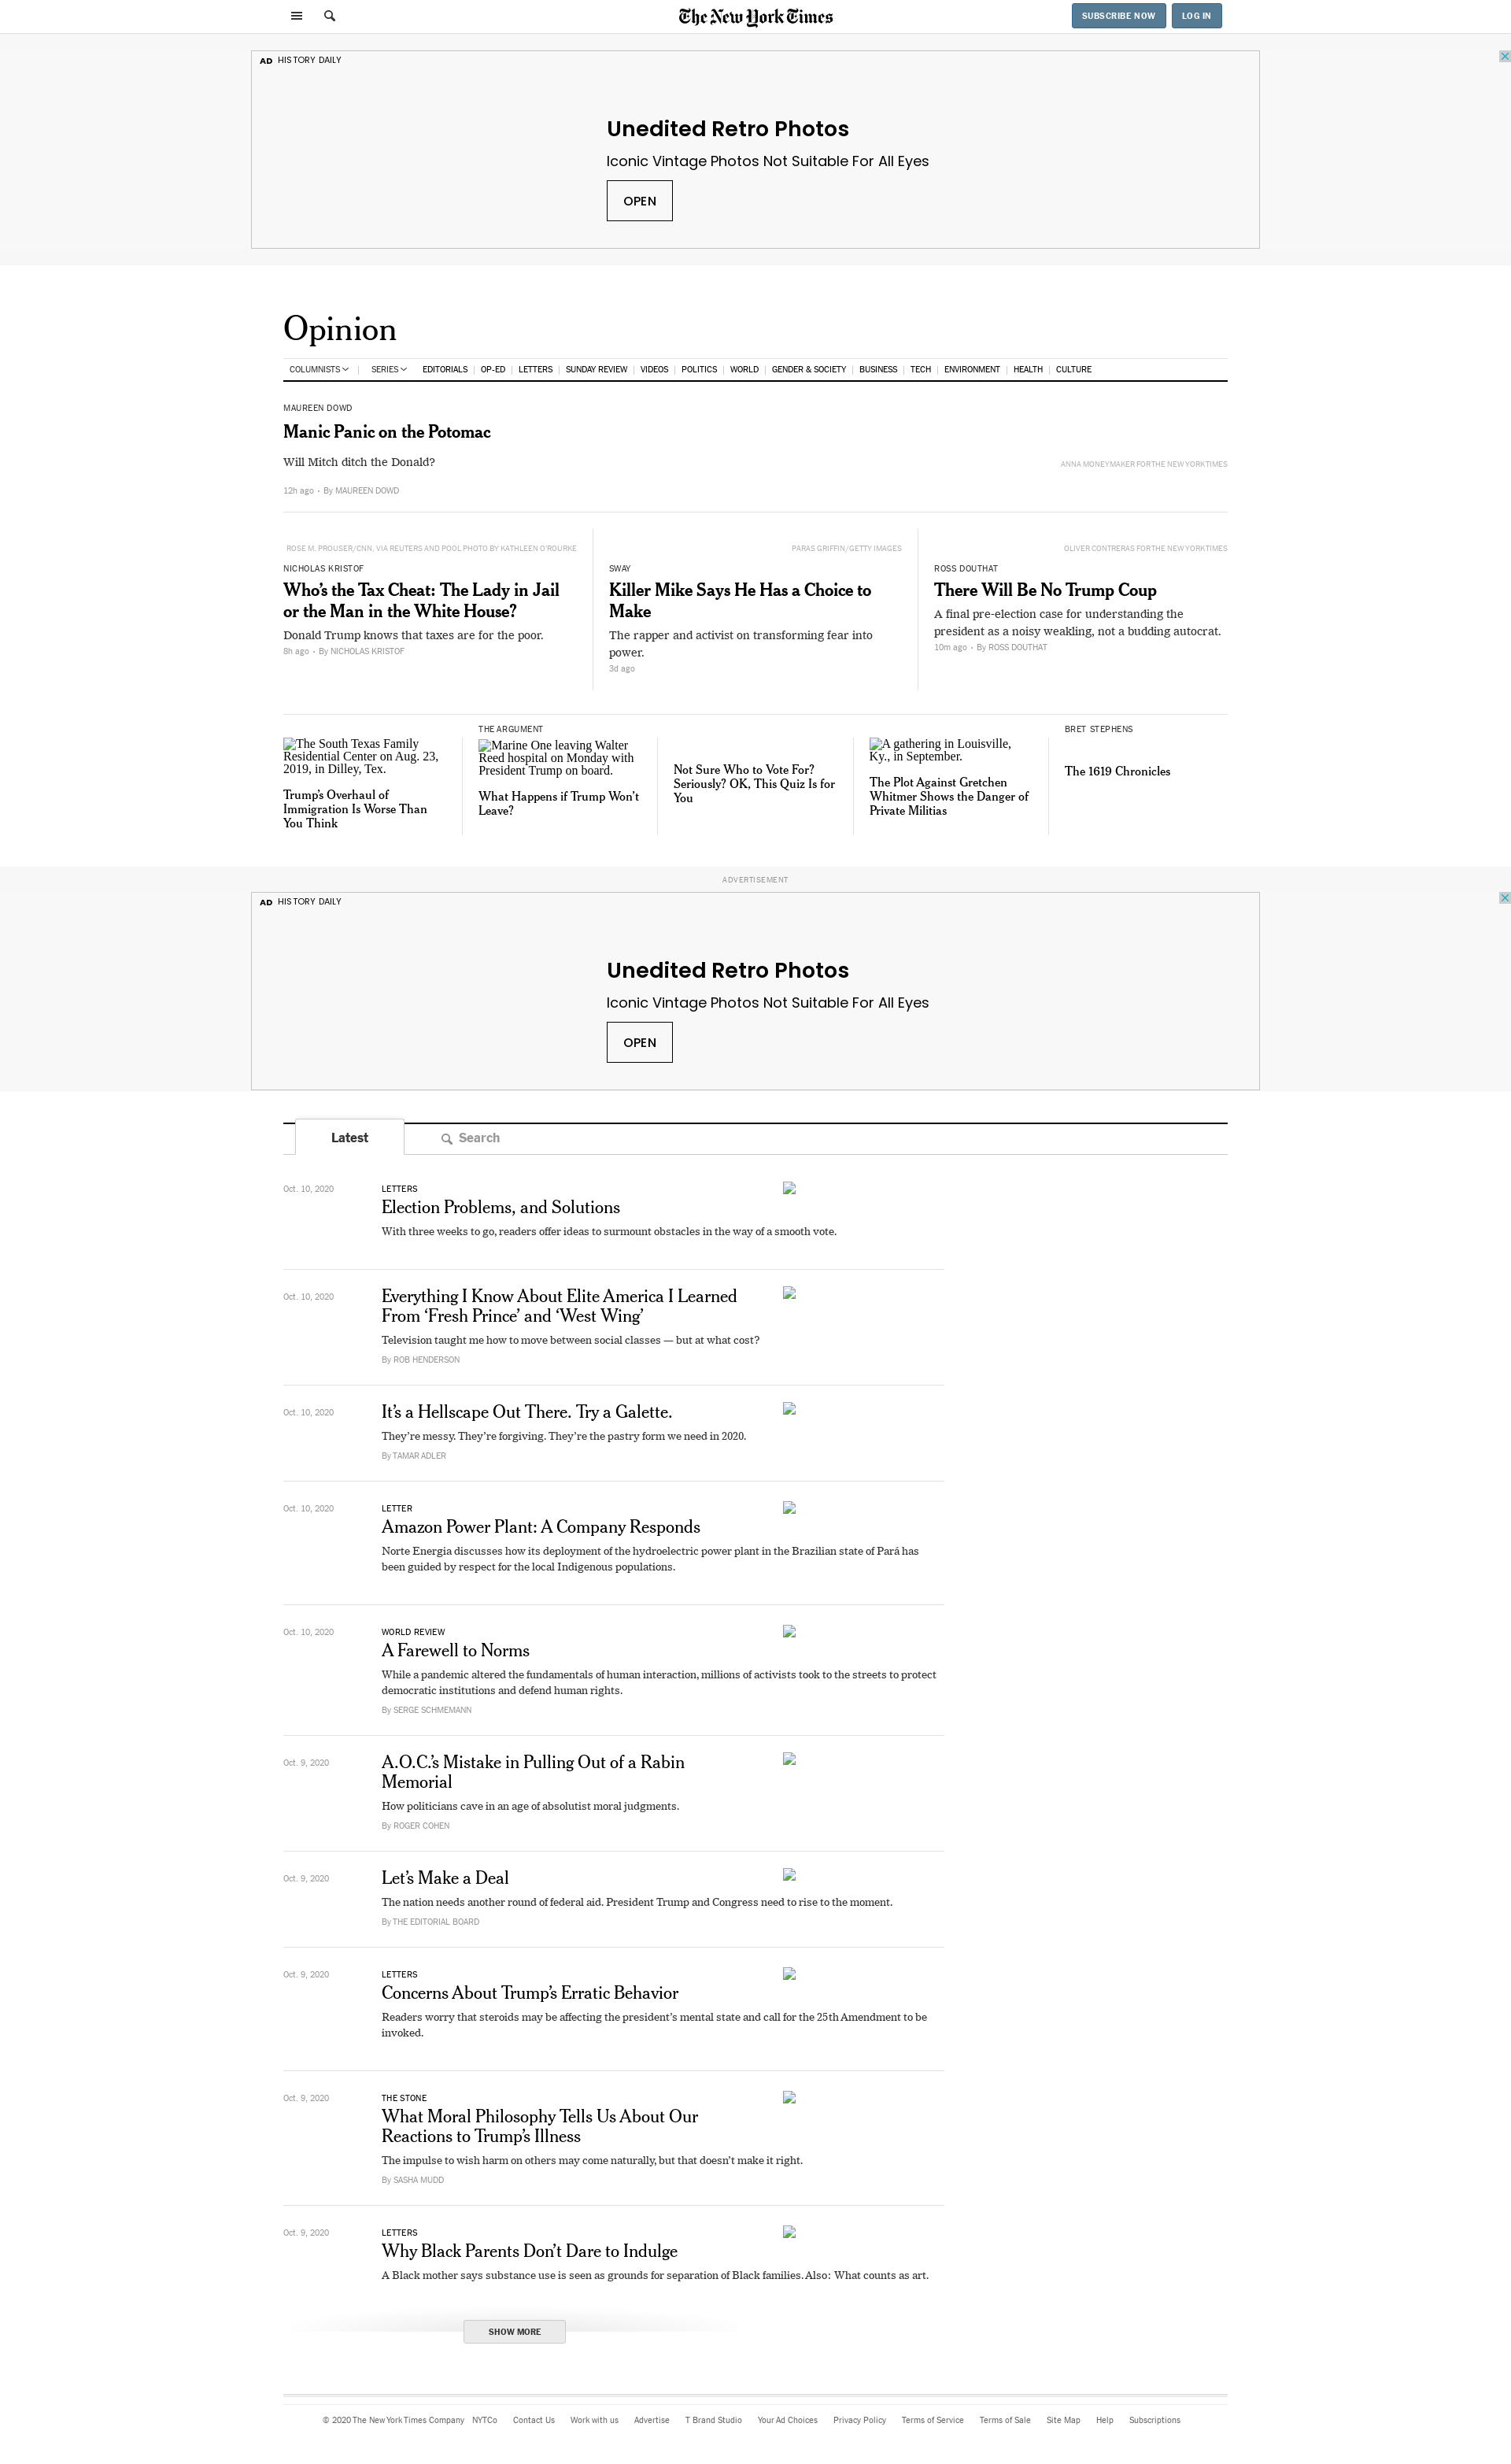 The New York Times
SUBSCRIBE NOW
LOG IN
AD HISTORY DAILY
Unedited Retro Photos
Iconic Vintage Photos Not Suitable For All Eyes
OPEN
Opinion
COLUMNISTS | SERIES EDITORIALS | OP-ED | LETTERS | SUNDAY REVIEW | VIDEOS | POLITICS | WORLD | GENDER & SOCIETY | BUSINESS | TECH | ENVIRONMENT | HEALTH | CULTURE
MAUREEN DOWD
Manic Panic on the Potomac
Will Mitch ditch the Donald?
ANNA MONEYMAKER FOR THE NEW YORK TIMES
12h ago • By MAUREEN DOWD
ROSE M. PROUSER/CNN, VIA REUTERS AND POOL PHOTO BY KATHLEEN O'ROURKE
NICHOLAS KRISTOF
Who’s the Tax Cheat: The Lady in Jail
or the Man in the White House?
Donald Trump knows that taxes are for the poor.
8h ago • By NICHOLAS KRISTOF
PARAS GRIFFIN/GETTY IMAGES
SWAY
Killer Mike Says He Has a Choice to
Make
The rapper and activist on transforming fear into
power.
3d ago
OLIVER CONTRERAS FOR THE NEW YORK TIMES
ROSS DOUTHAT
There Will Be No Trump Coup
A final pre-election case for understanding the
president as a noisy weakling, not a budding autocrat.
10m ago • By ROSS DOUTHAT
The South Texas Family
Residential Center on Aug. 23,
2019, in Dilley, Tex.
Trump’s Overhaul of
Immigration Is Worse Than
You Think
THE ARGUMENT
Marine One leaving Walter
Reed hospital on Monday with
President Trump on board.
What Happens if Trump Won’t
Leave?
Not Sure Who to Vote For?
Seriously? OK, This Quiz Is for
You
A gathering in Louisville,
Ky., in September.
The Plot Against Gretchen
Whitmer Shows the Danger of
Private Militias
BRET STEPHENS
The 1619 Chronicles
ADVERTISEMENT
AD HISTORY DAILY
Unedited Retro Photos
Iconic Vintage Photos Not Suitable For All Eyes
OPEN
Latest
Search
Oct. 10, 2020
LETTERS
Election Problems, and Solutions
With three weeks to go, readers offer ideas to surmount obstacles in the way of a smooth vote.
Oct. 10, 2020
Everything I Know About Elite America I Learned
From ‘Fresh Prince’ and ‘West Wing’
Television taught me how to move between social classes — but at what cost?
By ROB HENDERSON
Oct. 10, 2020
It’s a Hellscape Out There. Try a Galette.
They’re messy. They’re forgiving. They’re the pastry form we need in 2020.
By TAMAR ADLER
Oct. 10, 2020
LETTER
Amazon Power Plant: A Company Responds
Norte Energia discusses how its deployment of the hydroelectric power plant in the Brazilian state of Pará has
been guided by respect for the local Indigenous populations.
Oct. 10, 2020
WORLD REVIEW
A Farewell to Norms
While a pandemic altered the fundamentals of human interaction, millions of activists took to the streets to protect
democratic institutions and defend human rights.
By SERGE SCHMEMANN
Oct. 9, 2020
A.O.C.’s Mistake in Pulling Out of a Rabin
Memorial
How politicians cave in an age of absolutist moral judgments.
By ROGER COHEN
Oct. 9, 2020
Let’s Make a Deal
The nation needs another round of federal aid. President Trump and Congress need to rise to the moment.
By THE EDITORIAL BOARD
Oct. 9, 2020
LETTERS
Concerns About Trump’s Erratic Behavior
Readers worry that steroids may be affecting the president’s mental state and call for the 25th Amendment to be
invoked.
Oct. 9, 2020
THE STONE
What Moral Philosophy Tells Us About Our
Reactions to Trump’s Illness
The impulse to wish harm on others may come naturally, but that doesn’t make it right.
By SASHA MUDD
Oct. 9, 2020
LETTERS
Why Black Parents Don’t Dare to Indulge
A Black mother says substance use is seen as grounds for separation of Black families. Also: What counts as art.
SHOW MORE
© 2020 The New York Times Company NYTCo Contact Us Work with us Advertise T Brand Studio Your Ad Choices Privacy Policy Terms of Service Terms of Sale Site Map Help Subscriptions